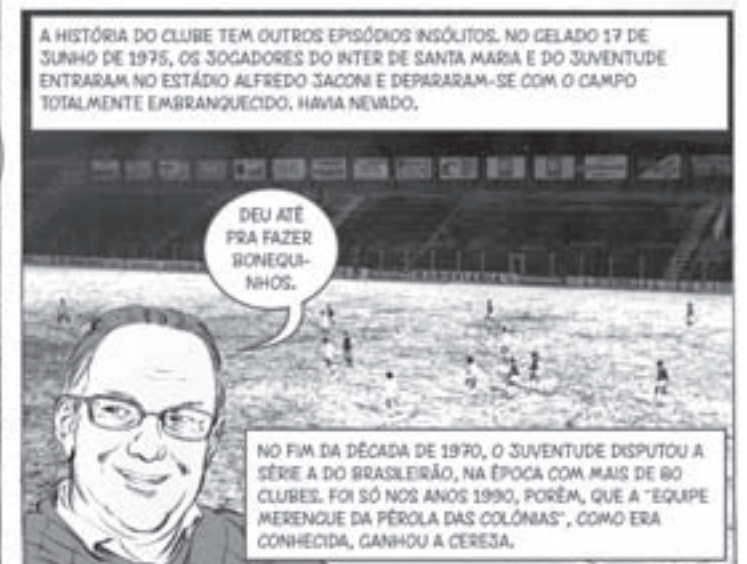 A HISTÓRIA DO CLUBE TEM OUTROS EPISÓDIOS INSÓLITOS. NO GELADO 17 DE
JUNHO DE 1975, OS JOGADORES DO INTER DE SANTA MARIA E DO JUVENTUDE
ENTRARAM NO ESTÁDIO ALFREDO JACONI E DEPARARAM-SE COM O CAMPO
TOTALMENTE EMBRANQUECIDO. HAVIA NEVADO.
DEU ATÉ
PRA FAZER
BONEQUI-
NHOS.
NO FIM DA DÉCADA DE 1970, O JUVENTUDE DISPUTOU A
SÉRIE A DO BRASILEIRÃO, NA ÉPOCA COM MAIS DE 80
CLUBES. FOI SÓ NOS ANOS 1990, PORÉM, QUE A "EQUIPE
MERENGUE DA PÉROLA DAS COLÔNIAS", COMO ERA
CONHECIDA, GANHOU A CEREJA.